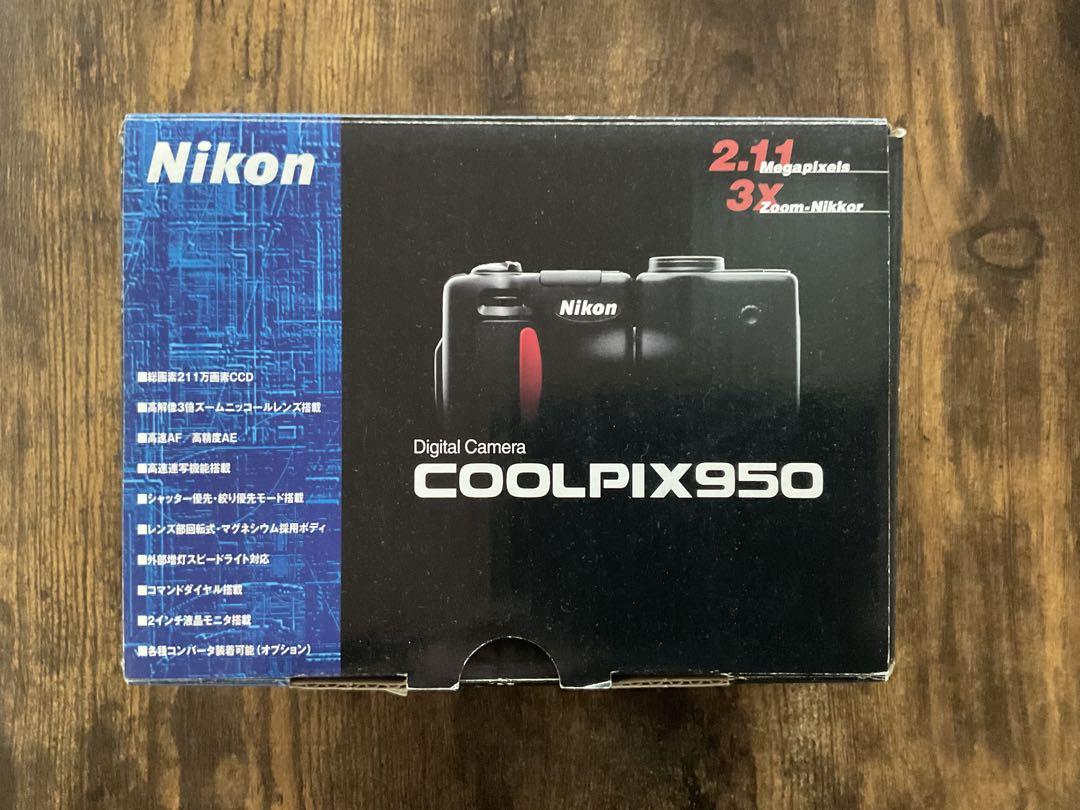 Nikon
2.11
Megapixels
3x
Zoom-Nikkor
Nikon
■総画素211万画素CCD
■高解像3倍ズームニッコールレンズ搭載
■高速AF／高精度AE
■高速連写機能搭載
■シャッター優先・絞り優先モード搭載
■レンズ部回転式・マグネシウム採用ボディ
■外部増灯スピードライト対応
■コマンドダイヤル搭載
■2インチ液晶モニタ搭載
■各種コンバータ装着可能（オプション）
Digital Camera
COOLPIX950